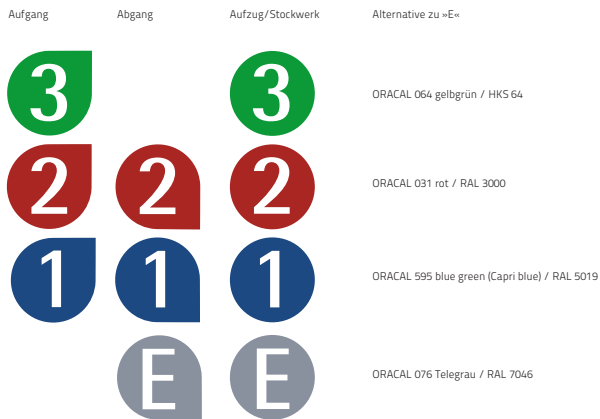 Aufgang Abgang Aufzug/Stockwerk Alternative zu »E«
3 3 ORACAL 064 gelbgrün / HKS 64
2 2 2 ORACAL 031 rot / RAL 3000
1 1 1 ORACAL 595 blue green (Capri blue) / RAL 5019
E E ORACAL 076 Telegrau / RAL 7046